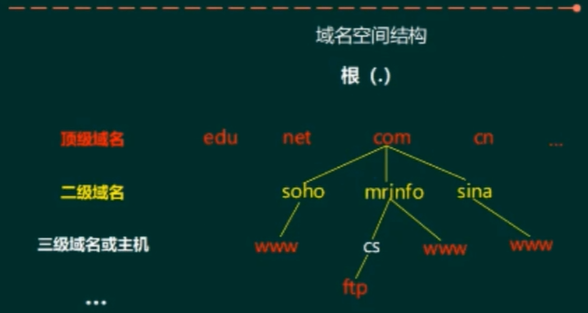 域名空间结构
根（.）
顶级域名 edu net com cn ...
二级域名 soho mrinfo sina
三级域名或主机 www cs www www
... ftp